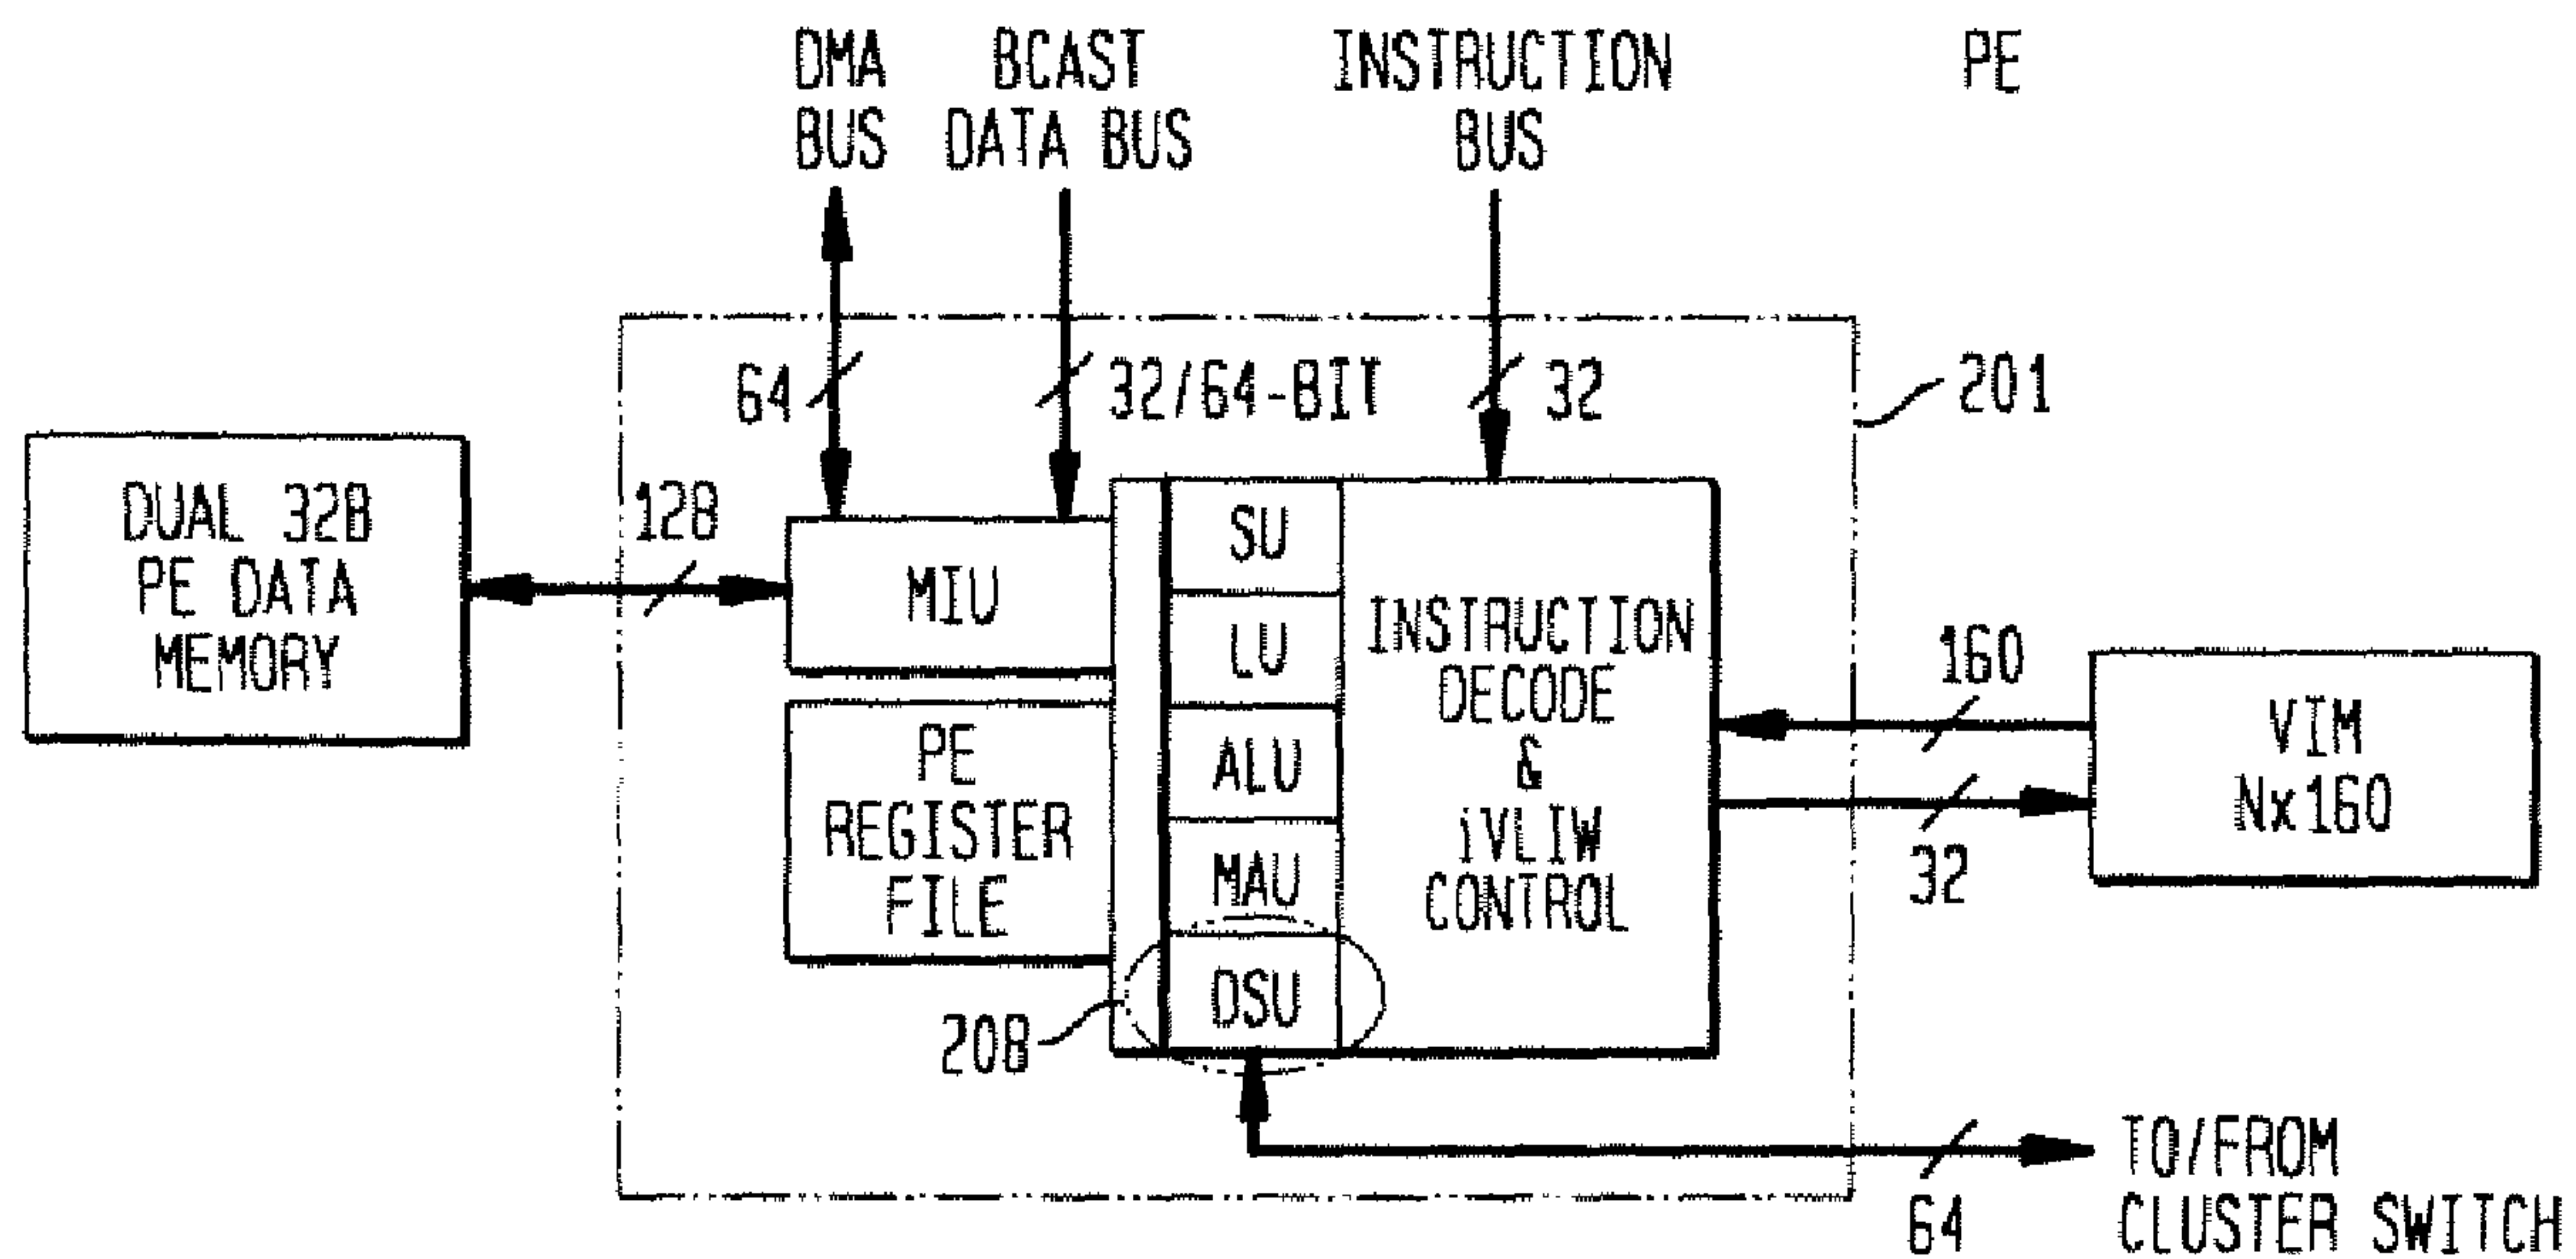 DMA
BUS
BCAST
DATA BUS
INSTRUCTION
BUS
PE
64
32/64-BIT
32
201
DUAL 32B
PE DATA
MEMORY
128
MIU
SU
LU
ALU
MAU
DSU
INSTRUCTION
DECODE
&
iVLIW
CONTROL
PE
REGISTER
FILE
208
160
32
VIM
Nx160
64
TO/FROM
CLUSTER SWITCH